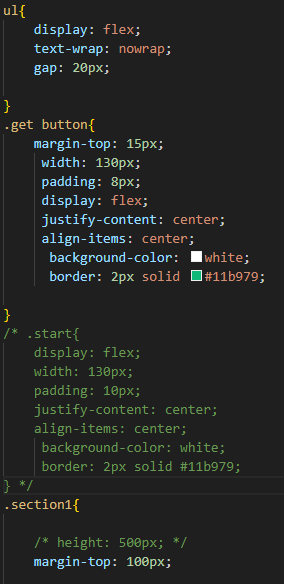 ul{
display: flex;
text-wrap: nowrap;
gap: 20px;
}
.get button{
margin-top: 15px;
width: 130px;
padding: 8px;
display: flex;
justify-content: center;
align-items: center;
background-color: white;
border: 2px solid #11b979;
}
/* .start{
display: flex;
width: 130px;
padding: 10px;
justify-content: center;
align-items: center;
background-color: white;
border: 2px solid #11b979;
} */
.section1{
/* height: 500px; */
margin-top: 100px;